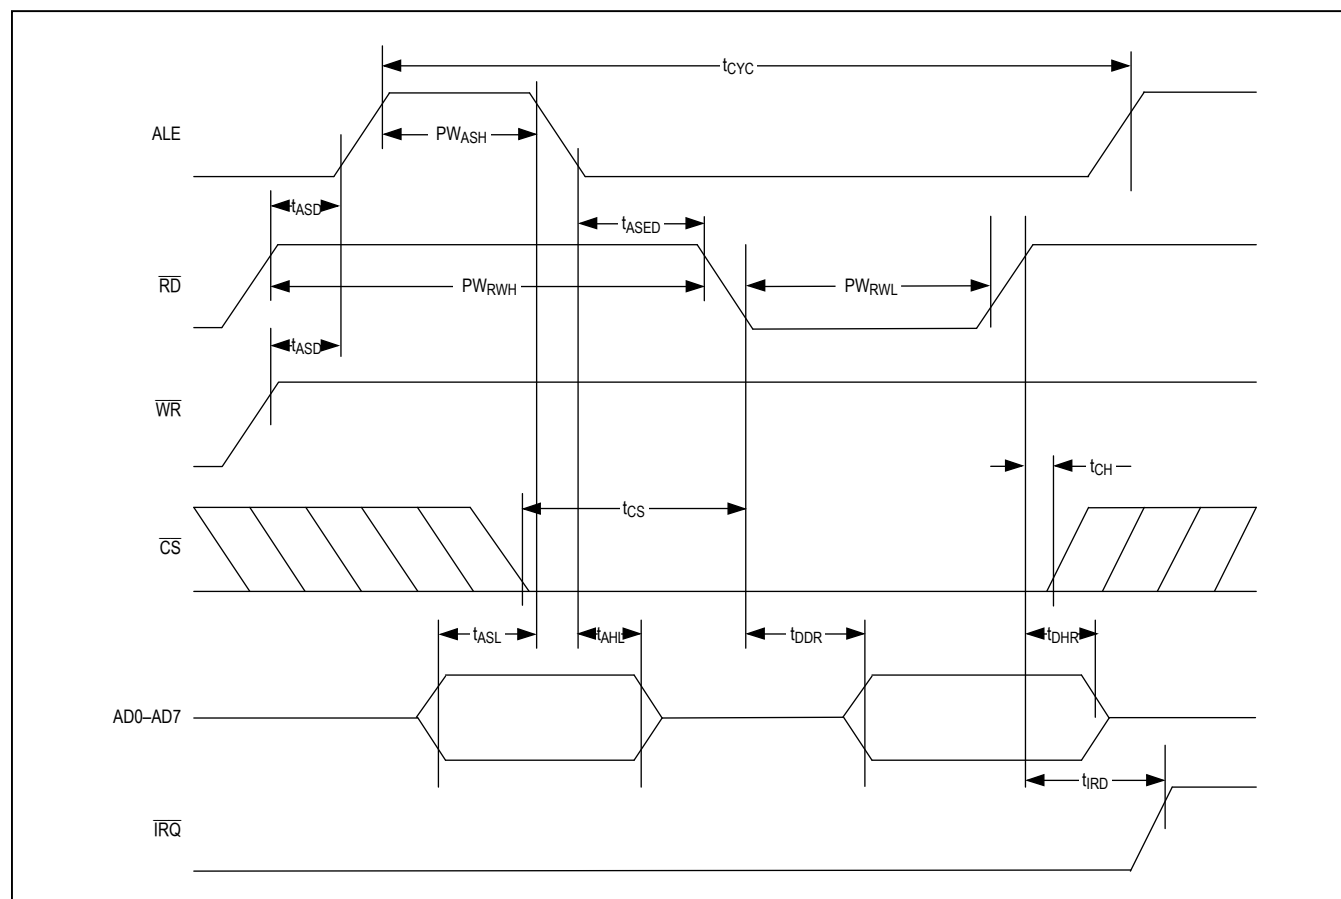 tCYC
ALE
PWASH
tASD
tASED
RD
PWRWH
PWRWL
tASD
WR
tCH
tCS
CS
tASL
tAHL
tDDR
tDHR
AD0–AD7
tIRD
IRQ